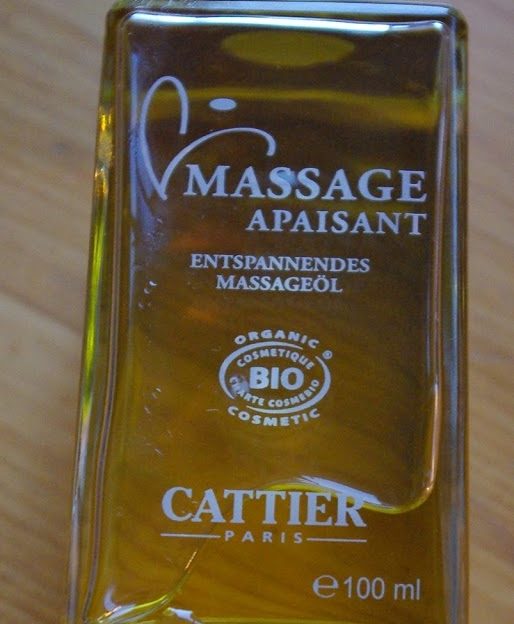 MASSAGE
APAISANT
ENTSPANNENDES
MASSAGEÖL
ORGANIC
COSMETIQUE
BIO
CHARTE COSMEBIO
COSMETIC
CATTIER
PARIS
℮100 ml